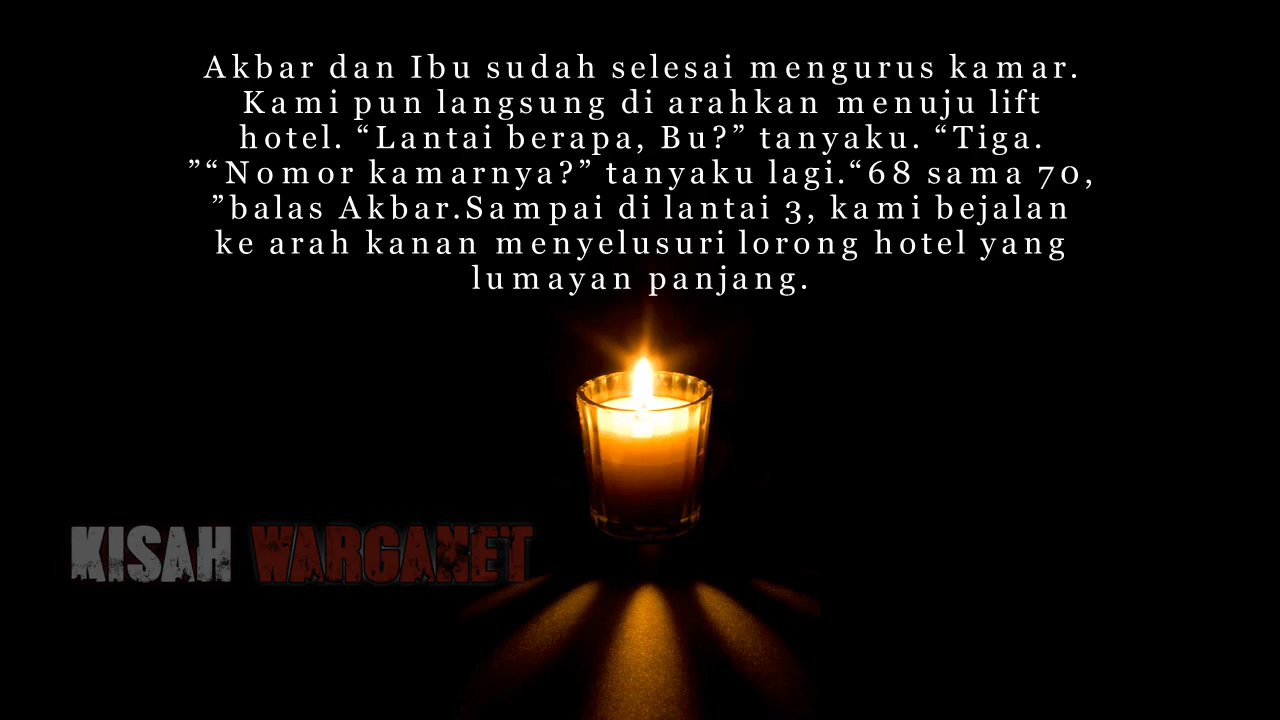 Akbar dan Ibu sudah selesai mengurus kamar.
Kami pun langsung di arahkan menuju lift
hotel. “Lantai berapa, Bu?” tanyaku. “Tiga.
”“Nomor kamarnya?” tanyaku lagi.“68 sama 70,
”balas Akbar.Sampai di lantai 3, kami bejalan
ke arah kanan menyelusuri lorong hotel yang
lumayan panjang.
KISAH WARGANET